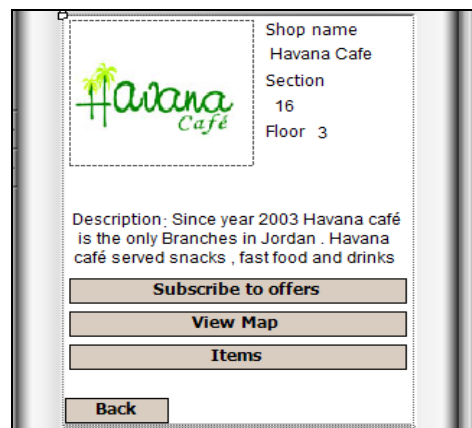 Havana
Café
Shop name
Havana Cafe
Section
16
Floor 3
Description: Since year 2003 Havana café
is the only Branches in Jordan . Havana
café served snacks , fast food and drinks
Subscribe to offers
View Map
Items
Back